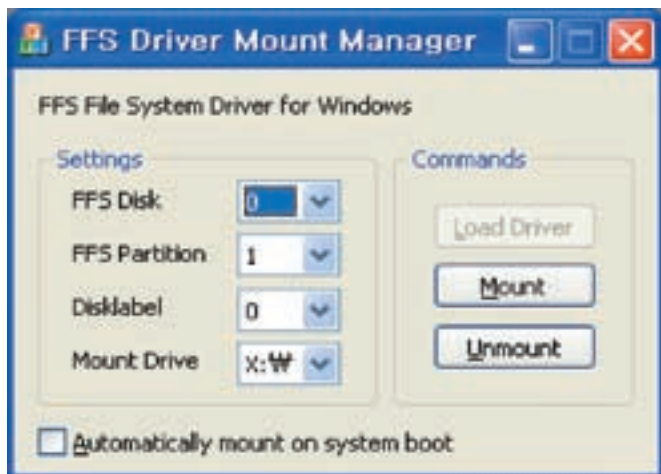 FFS Driver Mount Manager
FFS File System Driver for Windows
Settings
FFS Disk 0
FFS Partition 1
Disklabel 0
Mount Drive X:₩
Commands
Load Driver
Mount
Unmount
Automatically mount on system boot